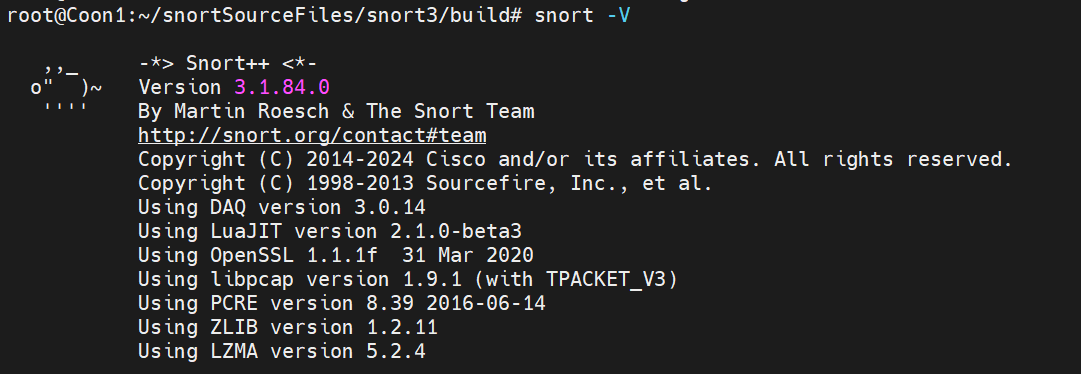 root@Coon1:~/snortSourceFiles/snort3/build# snort -V
   ,,_     -*> Snort++ <*-
  o"  )~   Version 3.1.84.0
   ''''    By Martin Roesch & The Snort Team
           http://snort.org/contact#team
           Copyright (C) 2014-2024 Cisco and/or its affiliates. All rights reserved.
           Copyright (C) 1998-2013 Sourcefire, Inc., et al.
           Using DAQ version 3.0.14
           Using LuaJIT version 2.1.0-beta3
           Using OpenSSL 1.1.1f  31 Mar 2020
           Using libpcap version 1.9.1 (with TPACKET_V3)
           Using PCRE version 8.39 2016-06-14
           Using ZLIB version 1.2.11
           Using LZMA version 5.2.4